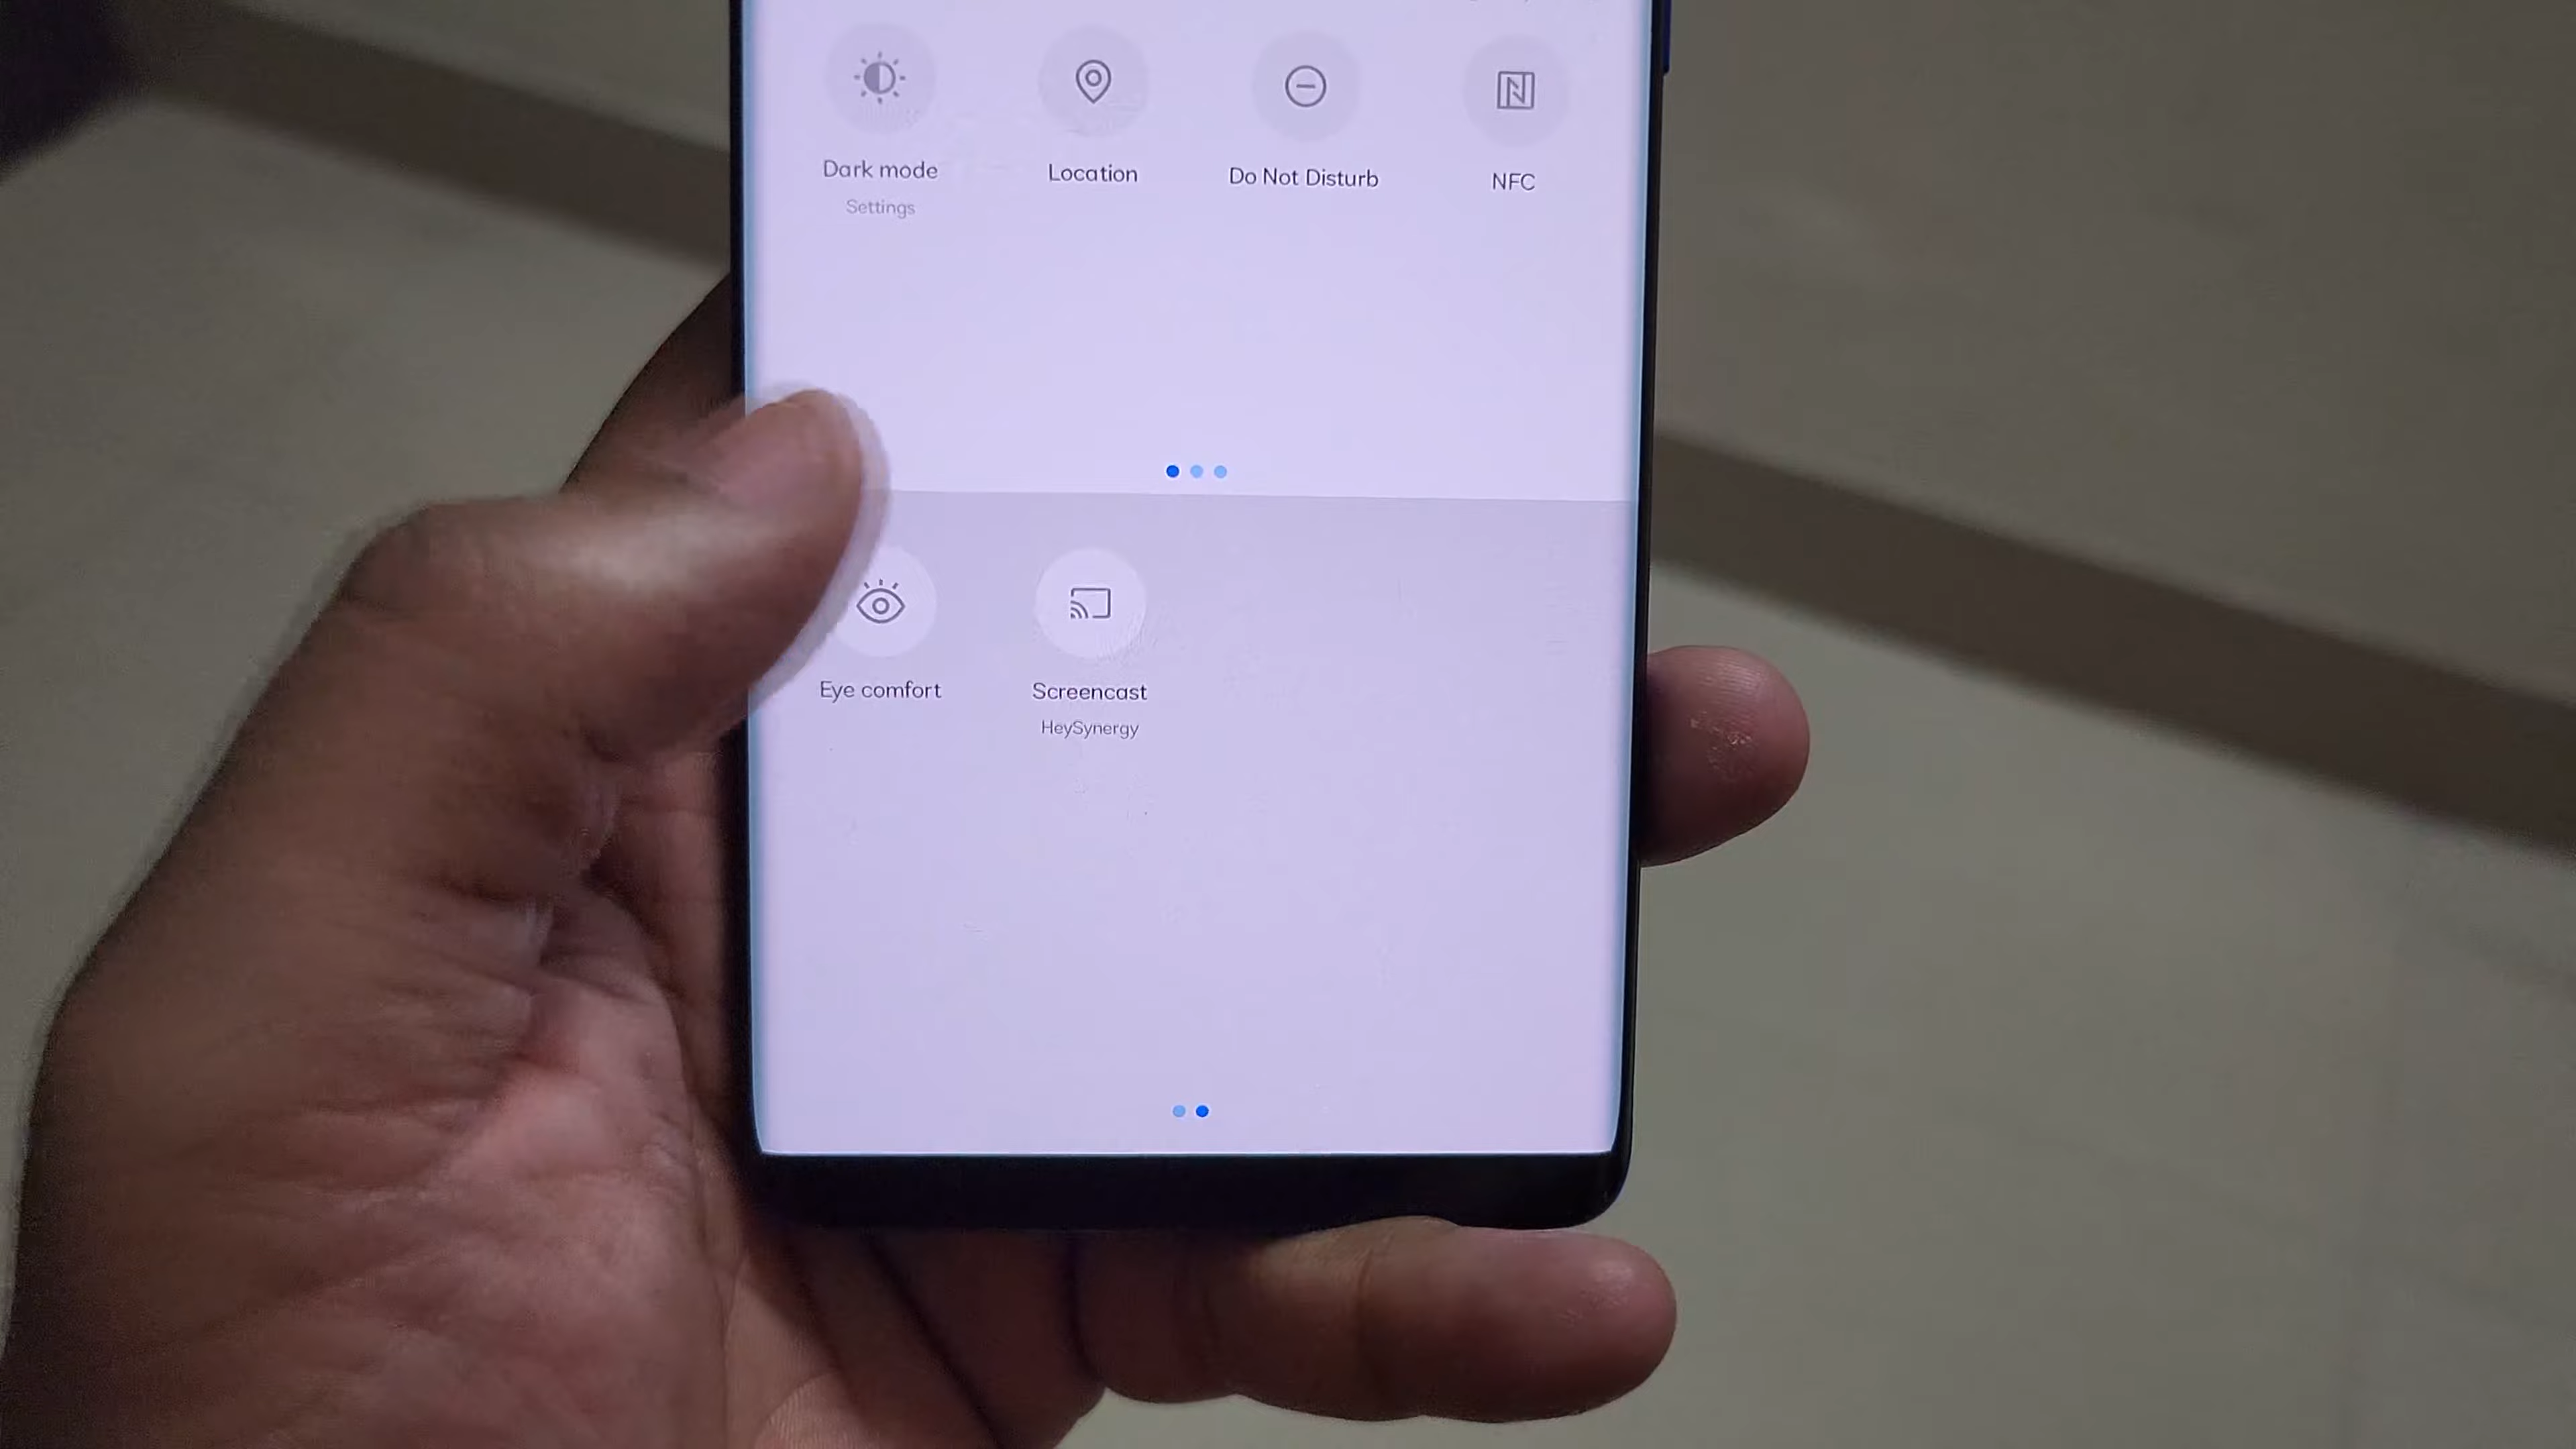 Dark mode
Settings
Location
Do Not Disturb
NFC
Eye comfort
Screencast
HeySynergy